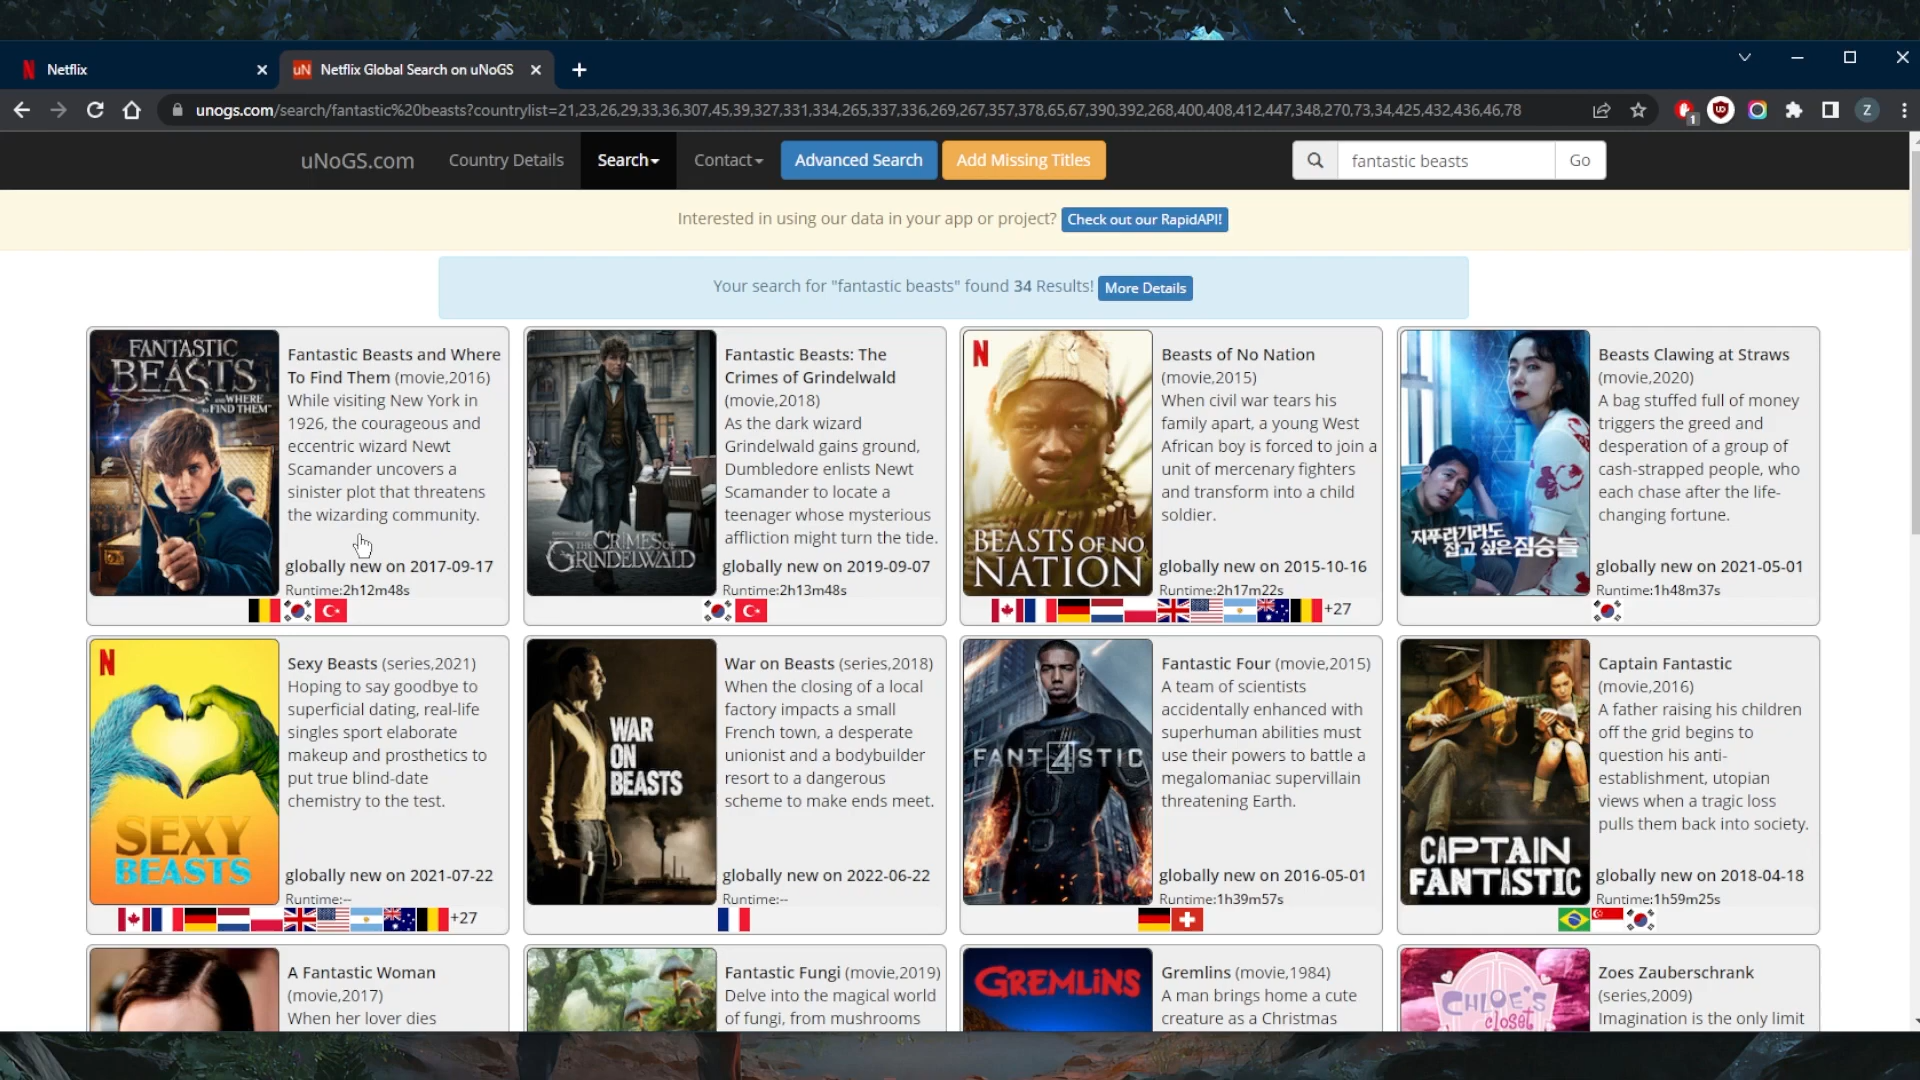 Netflix
uN Netflix Global Search on uNoGS
unogs.com/search/fantastic%20beasts?countrylist=21,23,26,29,33,36,307,45,39,327,331,334,265,337,336,269,267,357,378,65,67,390,392,268,400,408,412,447,348,270,73,34,425,432,436,46,78
1
Z
uNoGS.com Country Details Search Contact Advanced Search Add Missing Titles fantastic beasts Go
Interested in using our data in your app or project? Check out our RapidAPI!
Your search for "fantastic beasts" found 34 Results! More Details
FANTASTIC
BEASTS
AND WHERE
TO FIND THEM
Fantastic Beasts and Where
To Find Them (movie,2016)
While visiting New York in
1926, the courageous and
eccentric wizard Newt
Scamander uncovers a
sinister plot that threatens
the wizarding community.
globally new on 2017-09-17
Runtime:2h12m48s
THE CRIMES OF
GRINDELWALD
Fantastic Beasts: The
Crimes of Grindelwald
(movie,2018)
As the dark wizard
Grindelwald gains ground,
Dumbledore enlists Newt
Scamander to locate a
teenager whose mysterious
affliction might turn the tide.
globally new on 2019-09-07
Runtime:2h13m48s
N
BEASTS OF NO
NATION
Beasts of No Nation
(movie,2015)
When civil war tears his
family apart, a young West
African boy is forced to join a
unit of mercenary fighters
and transform into a child
soldier.
globally new on 2015-10-16
Runtime:2h17m22s
+27
지푸라기라도
잡고 싶은 짐승들
Beasts Clawing at Straws
(movie,2020)
A bag stuffed full of money
triggers the greed and
desperation of a group of
cash-strapped people, who
each chase after the life-
changing fortune.
globally new on 2021-05-01
Runtime:1h48m37s
N
SEXY
BEASTS
Sexy Beasts (series,2021)
Hoping to say goodbye to
superficial dating, real-life
singles sport elaborate
makeup and prosthetics to
put true blind-date
chemistry to the test.
globally new on 2021-07-22
Runtime:--
+27
WAR
ON
BEASTS
War on Beasts (series,2018)
When the closing of a local
factory impacts a small
French town, a desperate
unionist and a bodybuilder
resort to a dangerous
scheme to make ends meet.
globally new on 2022-06-22
Runtime:--
FANT4STIC
Fantastic Four (movie,2015)
A team of scientists
accidentally enhanced with
superhuman abilities must
use their powers to battle a
megalomaniac supervillain
threatening Earth.
globally new on 2016-05-01
Runtime:1h39m57s
CAPTAIN
FANTASTIC
Captain Fantastic
(movie,2016)
A father raising his children
off the grid begins to
question his anti-
establishment, utopian
views when a tragic loss
pulls them back into society.
globally new on 2018-04-18
Runtime:1h59m25s
A Fantastic Woman
(movie,2017)
When her lover dies
Fantastic Fungi (movie,2019)
Delve into the magical world
of fungi, from mushrooms
GREMLINS
Gremlins (movie,1984)
A man brings home a cute
creature as a Christmas
CHLOE'S
closet
Zoes Zauberschrank
(series,2009)
Imagination is the only limit